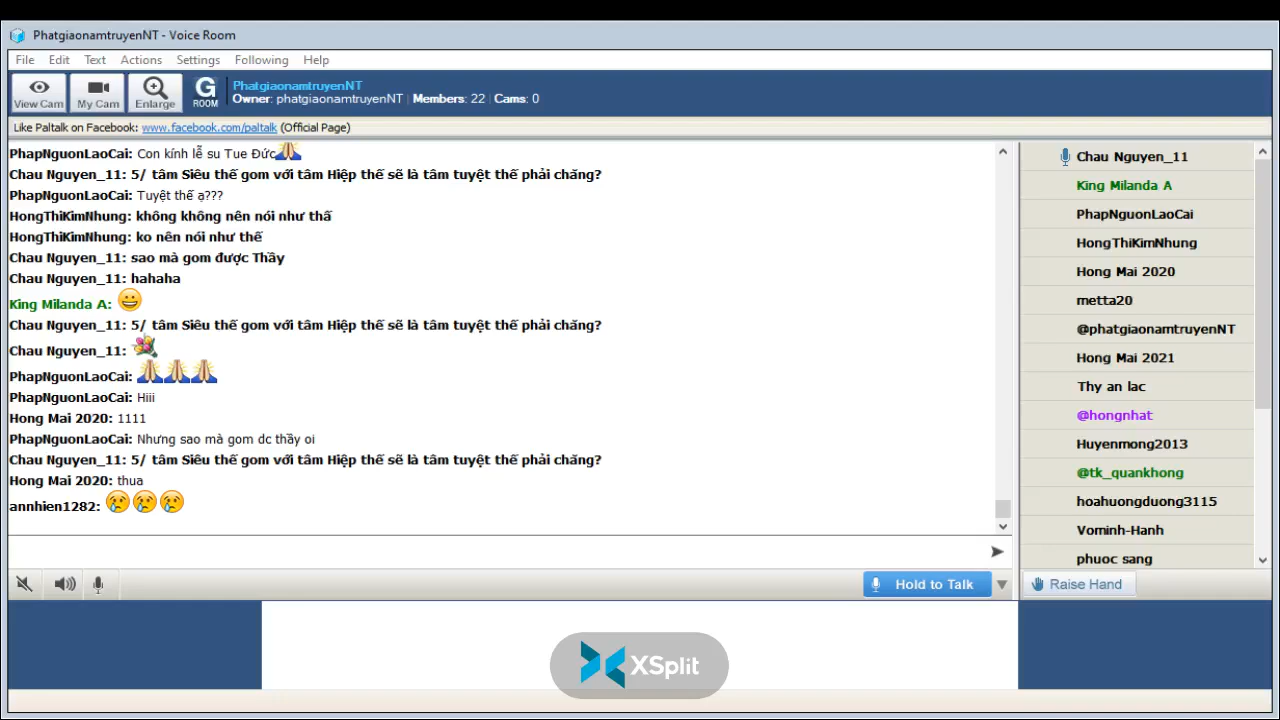 PhatgiaonamtruyenNT - Voice Room
File Edit Text Actions Settings Following Help
View Cam
My Cam
Enlarge
G ROOM
PhatgiaonamtruyenNT
Owner: phatgiaonamtruyenNT | Members: 22 | Cams: 0
Like Paltalk on Facebook: www.facebook.com/paltalk (Official Page)
PhapNguonLaoCai: Con kính lễ su Tue Đức
Chau Nguyen_11: 5/ tâm Siêu thế gom với tâm Hiệp thế sẽ là tâm tuyệt thế phải chăng?
PhapNguonLaoCai: Tuyệt thế ạ???
HongThiKimNhung: không không nên nói như thấ
HongThiKimNhung: ko nên nói như thế
Chau Nguyen_11: sao mà gom được Thầy
Chau Nguyen_11: hahaha
King Milanda A:
Chau Nguyen_11: 5/ tâm Siêu thế gom với tâm Hiệp thế sẽ là tâm tuyệt thế phải chăng?
Chau Nguyen_11:
PhapNguonLaoCai:
PhapNguonLaoCai: Hiii
Hong Mai 2020: 1111
PhapNguonLaoCai: Nhưng sao mà gom dc thầy oi
Chau Nguyen_11: 5/ tâm Siêu thế gom với tâm Hiệp thế sẽ là tâm tuyệt thế phải chăng?
Hong Mai 2020: thua
annhien1282:
Chau Nguyen_11
King Milanda A
PhapNguonLaoCai
HongThiKimNhung
Hong Mai 2020
metta20
@phatgiaonamtruyenNT
Hong Mai 2021
Thy an lac
@hongnhat
Huyenmong2013
@tk_quankhong
hoahuongduong3115
Vominh-Hanh
phuoc sang
Hold to Talk
Raise Hand
XSplit